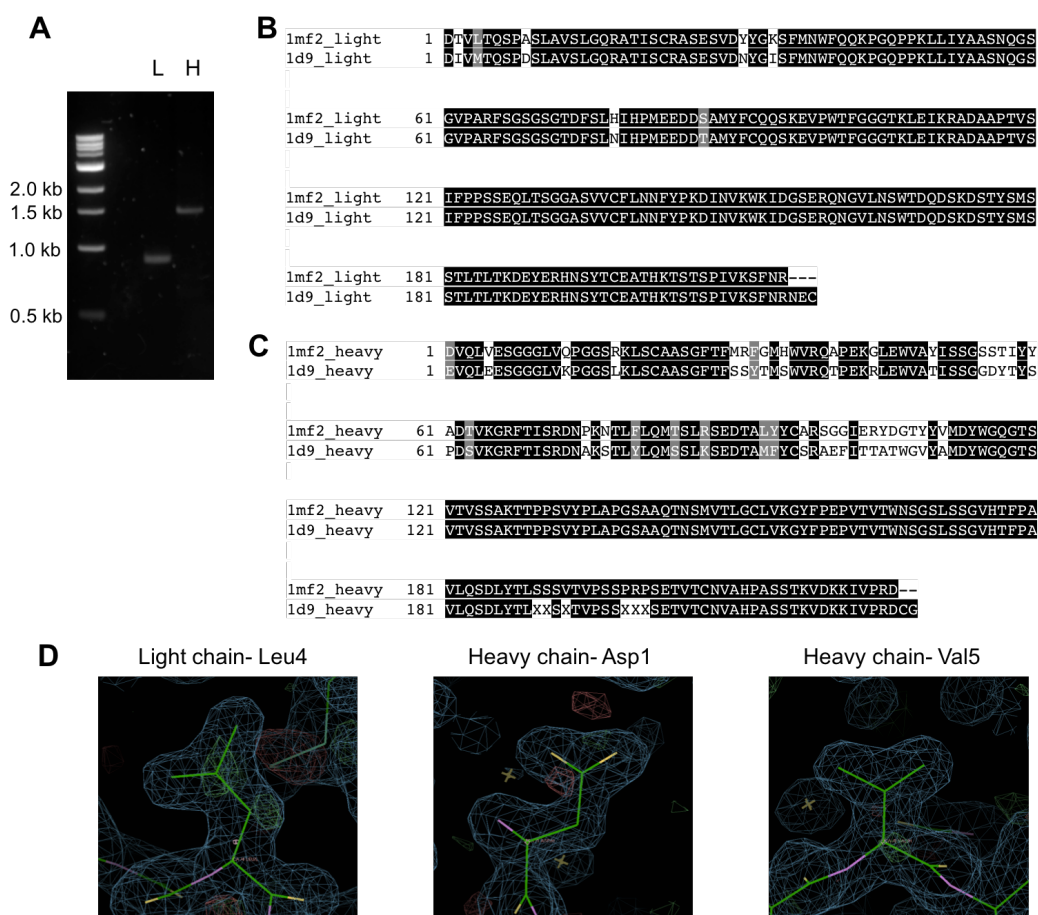 A
L H
2.0 kb
1.5 kb
1.0 kb
0.5 kb
B
1mf2_light 1 DTVLTQSPASLAVSLGQRATISCRASESVDYYGKSFMNWFQQKPGQPPKLLIYAASNQGS
1d9_light 1 DIVMTQSPDSLAVSLGQRATISCRASESVDNYGISFMNWFQQKPGQPPKLLIYAASNQGS
1mf2_light 61 GVPARFSGSGSGTDFSLHIHPMEEDDSAMYFCQQSKEVPWTFGGGTKLEIKRADAAPTVS
1d9_light 61 GVPARFSGSGSGTDFSLNIHPMEEDDTAMYFCQQSKEVPWTFGGGTKLEIKRADAAPTVS
1mf2_light 121 IFPPSSEQLTSGGASVVCFLNNFYPKDINVKWKIDGSERQNGVLNSWTDQDSKDSTYSMS
1d9_light 121 IFPPSSEQLTSGGASVVCFLNNFYPKDINVKWKIDGSERQNGVLNSWTDQDSKDSTYSMS
1mf2_light 181 STLTLTKDEYERHNSYTCEATHKTSTSPIVKSFNR---
1d9_light 181 STLTLTKDEYERHNSYTCEATHKTSTSPIVKSFNRNEC
C
1mf2_heavy 1 DVQLVESGGGLVQPGGSRKLSCAASGFTFMRFGMHWVRQAPEKGLEWVAYISSGSSTIYY
1d9_heavy 1 EVQLEESGGGLVKPGGSLKLSCAASGFTFSSYTMSWVRQTPEKRLEWVATISSGGDYTYS
1mf2_heavy 61 ADTVKGRFTISRDNPKNTLFLQMTSLRSEDTALYYCARSGGIERYDGTYYVMDYWGQGTS
1d9_heavy 61 PDSVKGRFTISRDNAKSTLYLQMSSLKSEDTAMFYCSRAEFITTATWGVYAMDYWGQGTS
1mf2_heavy 121 VTVSSAKTTPPSVYPLAPGSAAQTNSMVTLGCLVKGYFPEPVTVTWNSGSLSSGVHTFPA
1d9_heavy 121 VTVSSAKTTPPSVYPLAPGSAAQTNSMVTLGCLVKGYFPEPVTVTWNSGSLSSGVHTFPA
1mf2_heavy 181 VLQSDLYTLSSSVTVPSSPRPSETVTCNVAHPASSTKVDKKIVPRD--
1d9_heavy 181 VLQSDLYTLXXSXTVPSSXXXSETVTCNVAHPASSTKVDKKIVPRDCG
D
Light chain- Leu4
Heavy chain- Asp1
Heavy chain- Val5